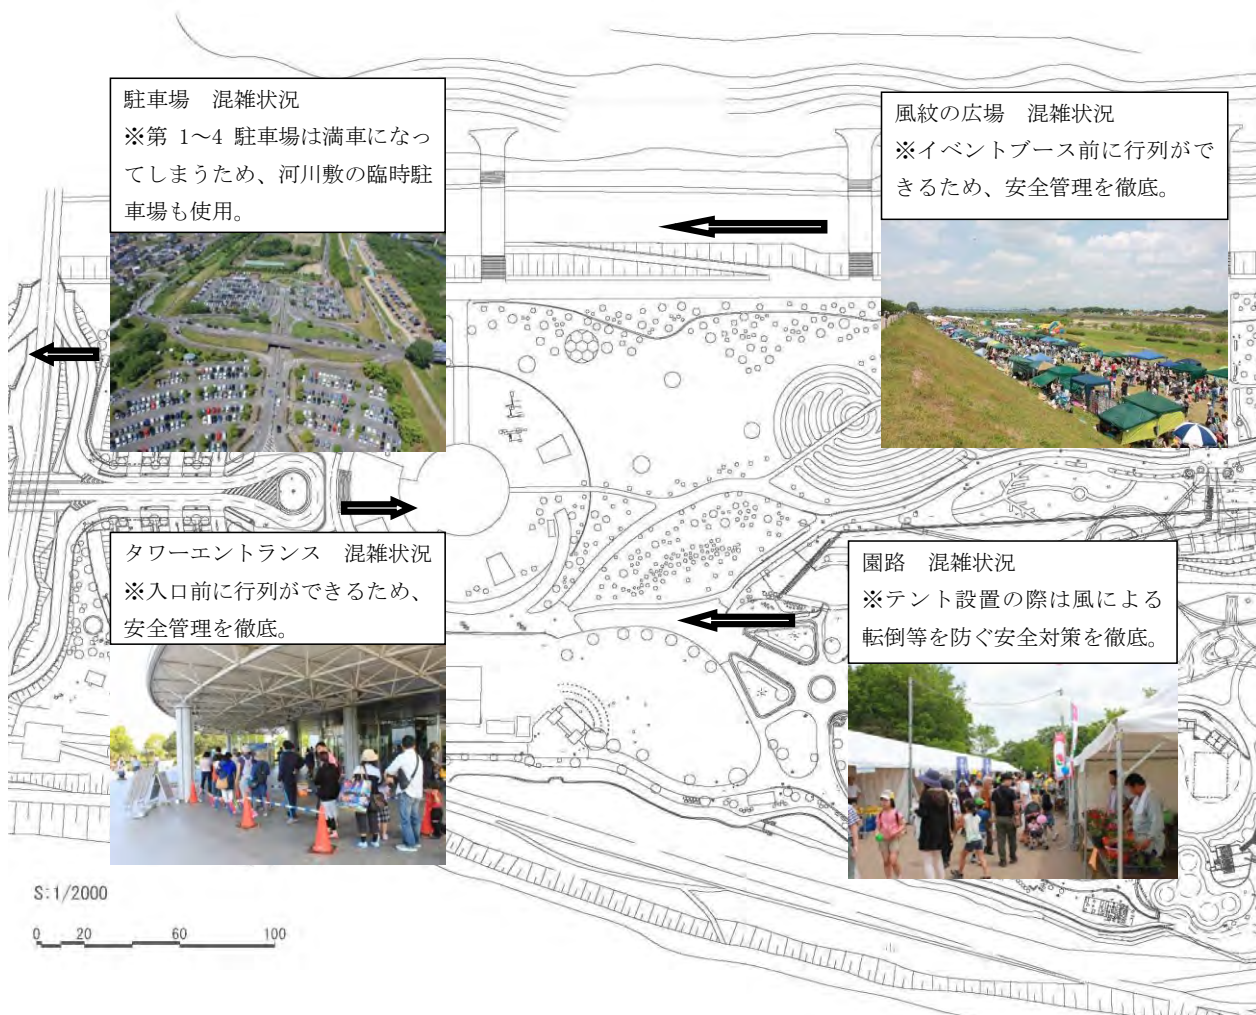 駐車場　混雑状況
※第 1～4 駐車場は満車になっ
てしまうため、河川敷の臨時駐
車場も使用。
風紋の広場　混雑状況
※イベントブース前に行列がで
きるため、安全管理を徹底。
タワーエントランス　混雑状況
※入口前に行列ができるため、
安全管理を徹底。
園路　混雑状況
※テント設置の際は風による
転倒等を防ぐ安全対策を徹底。
S:1/2000
0 20 60 100